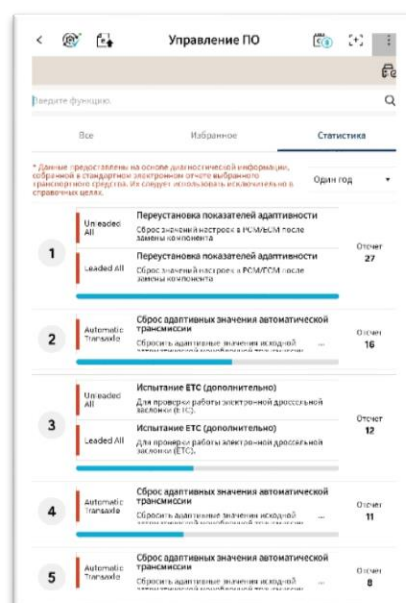 Управление ПО
Введите функцию.
Все
Избранное
Статистика
* Данные предоставлены на основе диагностической информации,
собранной в стандартном электронном отчете выбранного
транспортного средства. Их следует использовать исключительно в
справочных целях.
Один год
1
Unleaded
All
Переустановка показателей адаптивности
Сброс значений настроек в PCM/ECM после
замены компонента
Leaded All
Переустановка показателей адаптивности
Сброс значений настроек в PCM/ECM после
замены компонента
Отсчет
27
2
Automatic
Transaxle
Сброс адаптивных значения автоматической
трансмиссии
Сбросить адаптивные значения исходной ...
Отсчет
16
3
Unleaded
All
Испытание ETC (дополнительно)
Для проверки работы электронной дроссельной
заслонки (ETC).
Leaded All
Испытание ETC (дополнительно)
Для проверки работы электронной дроссельной
заслонки (ETC).
Отсчет
12
4
Automatic
Transaxle
Сброс адаптивных значения автоматической
трансмиссии
Сбросить адаптивные значения исходной ...
Отсчет
11
5
Automatic
Transaxle
Сброс адаптивных значения автоматической
трансмиссии
Сбросить адаптивные значения исходной ...
Отсчет
8